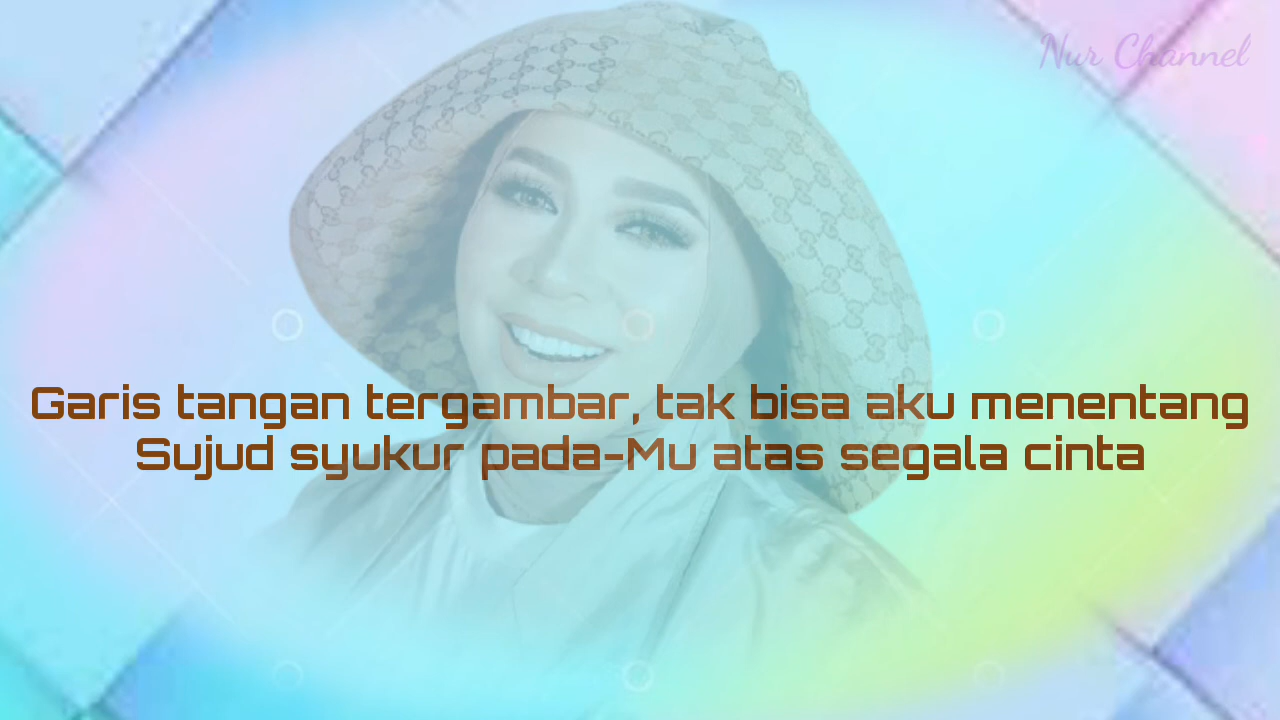 Nur Channel
Garis tangan tergambar, tak bisa aku menentang
Sujud syukur pada-Mu atas segala cinta